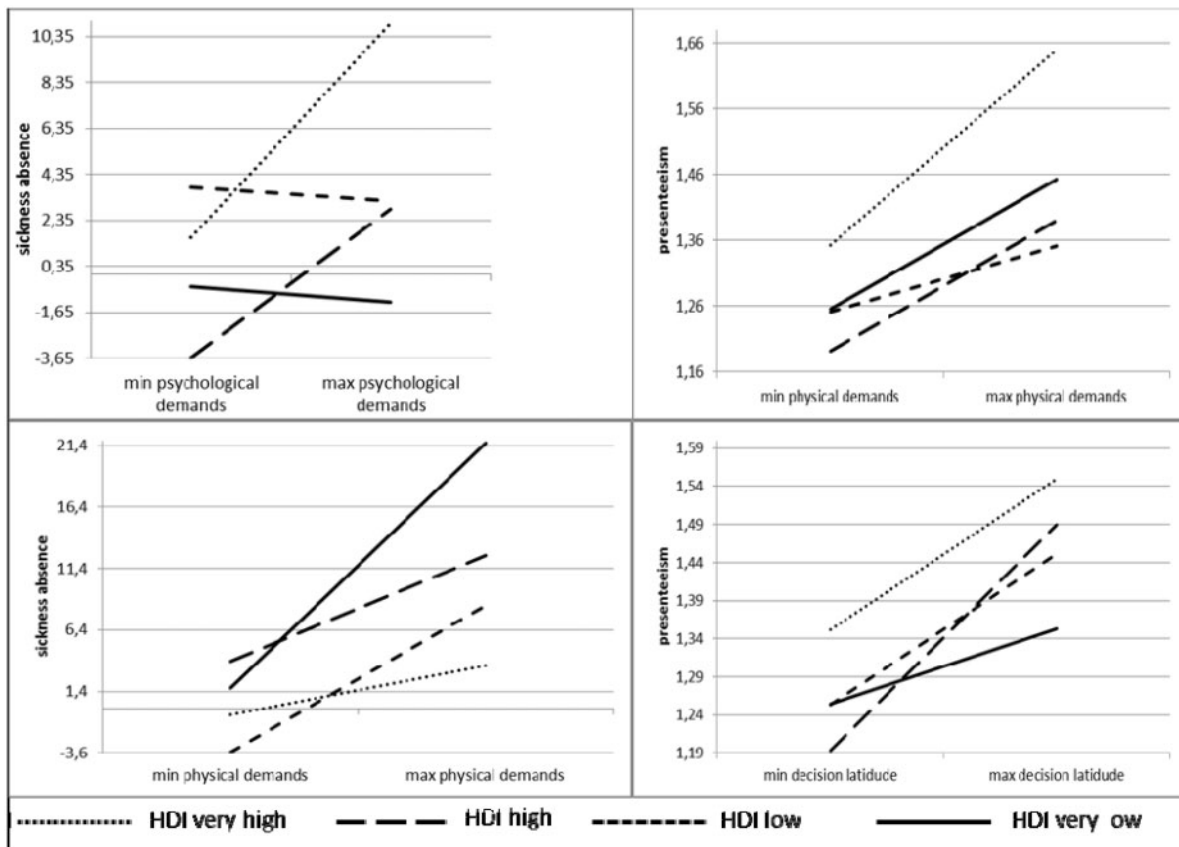 10,35
8,35
6,35
4,35
2,35
0,35
-1,65
-3,65
sickness absence
min psychological max psychological
demands demands
1,66
1,56
1,46
1,36
1,26
1,16
presenteeism
min physical demands max physical demands
21,4
16,4
11,4
6,4
1,4
-3,6
sickness absence
min physical demands max physical demands
1,59
1,54
1,49
1,44
1,39
1,34
1,29
1,24
1,19
presenteeism
min decision latiduce max decision latidude
HDI very high HDI high HDI low HDI very ow